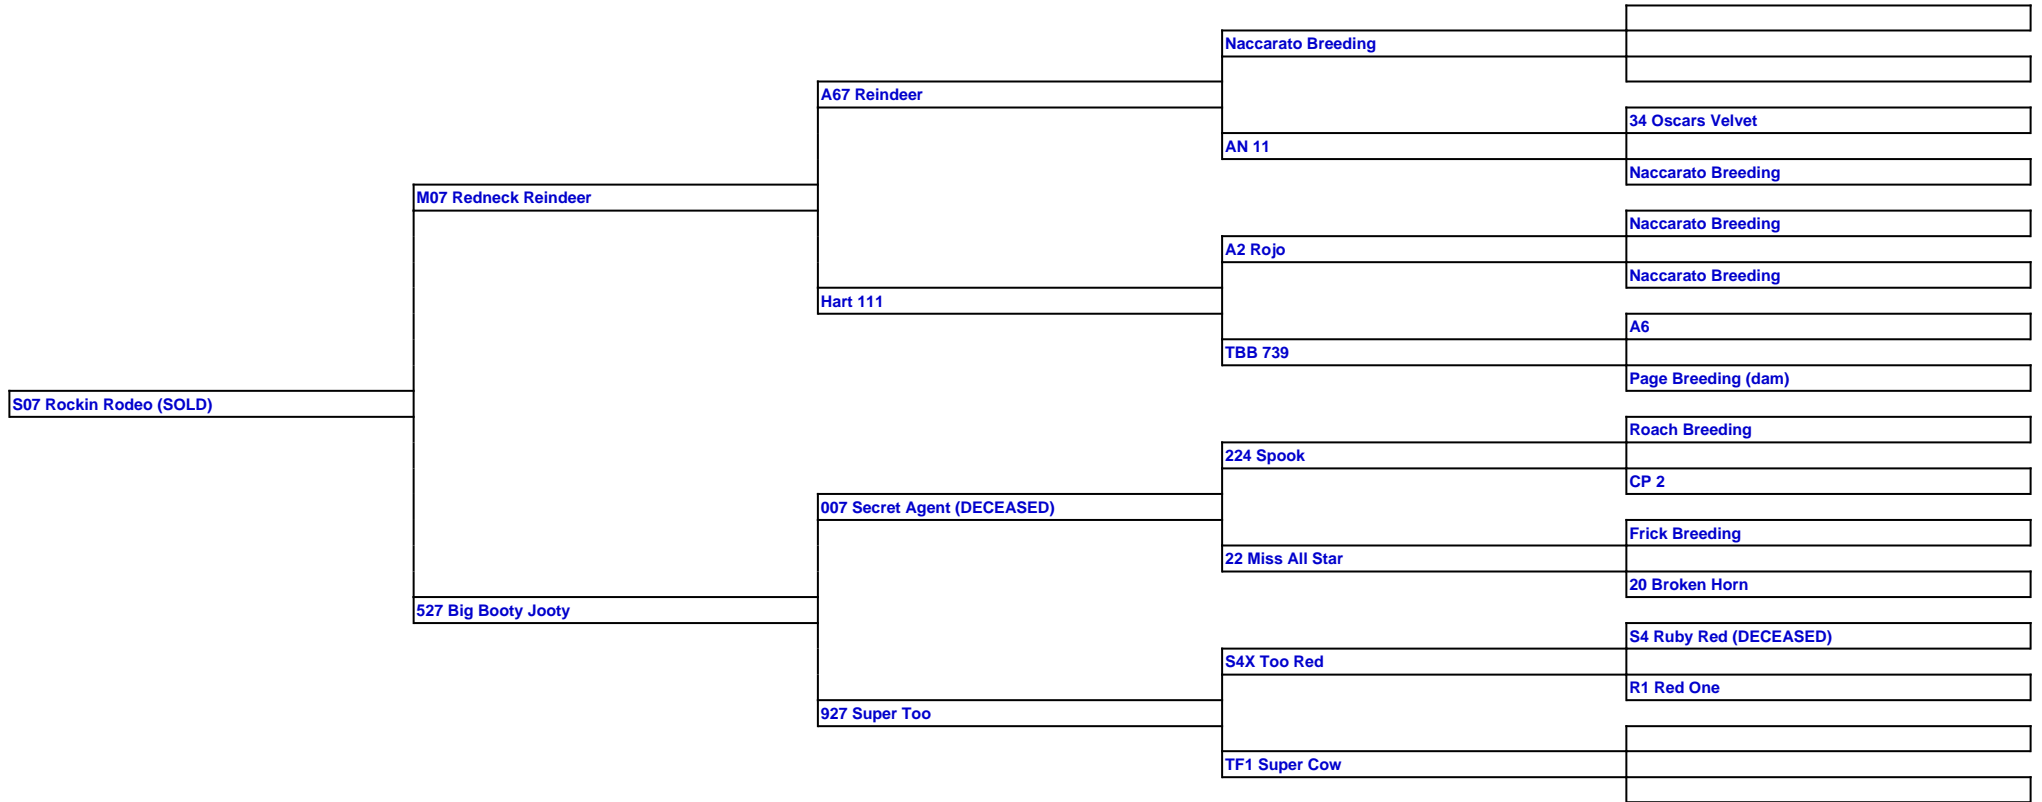 Naccarato Breeding
A67 Reindeer
34 Oscars Velvet
AN 11
Naccarato Breeding
M07 Redneck Reindeer
Naccarato Breeding
A2 Rojo
Naccarato Breeding
Hart 111
A6
TBB 739
Page Breeding (dam)
S07 Rockin Rodeo (SOLD)
Roach Breeding
224 Spook
CP 2
007 Secret Agent (DECEASED)
Frick Breeding
22 Miss All Star
20 Broken Horn
527 Big Booty Jooty
S4 Ruby Red (DECEASED)
S4X Too Red
R1 Red One
927 Super Too
TF1 Super Cow